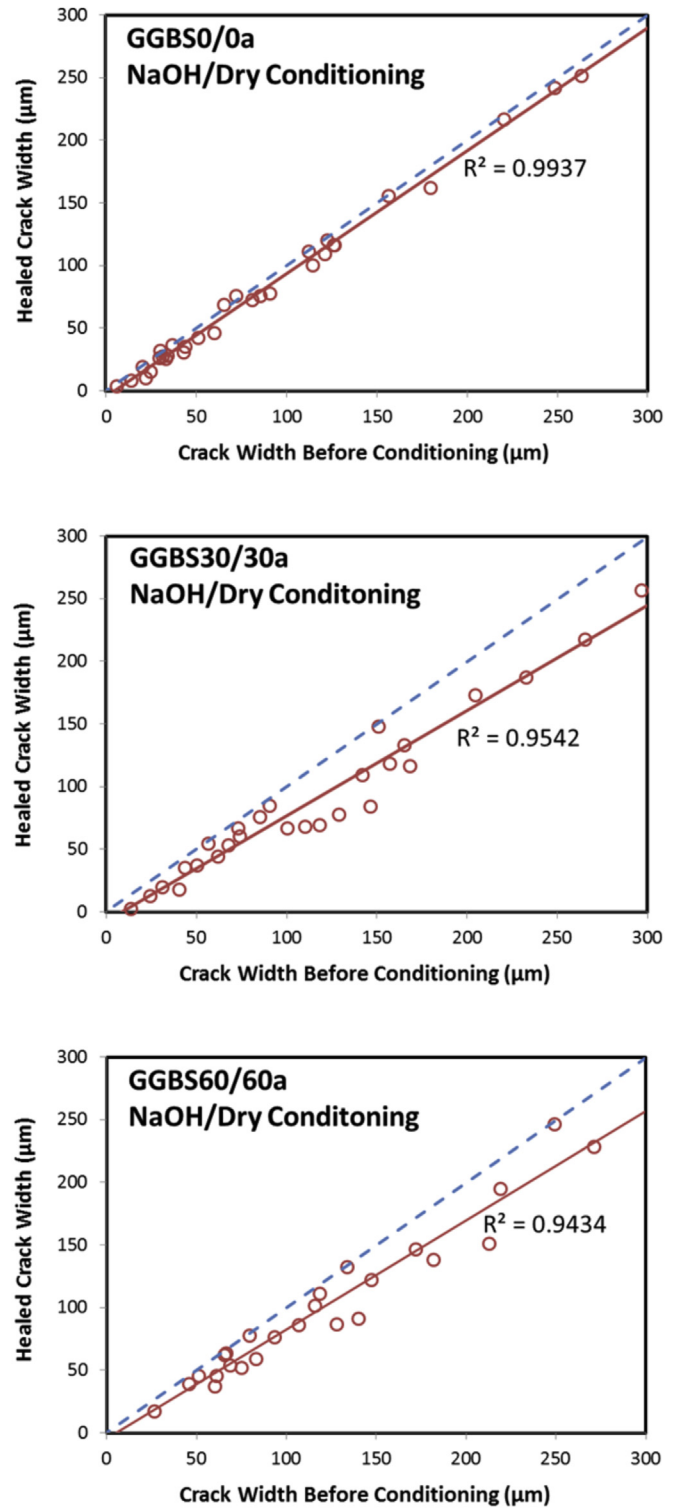 GGBS0/0a
NaOH/Dry Conditioning
R² = 0.9937
Healed Crack Width (µm)
300
250
200
150
100
50
0
0 50 100 150 200 250 300
Crack Width Before Conditioning (µm)
GGBS30/30a
NaOH/Dry Conditoning
R² = 0.9542
Healed Crack Width (µm)
300
250
200
150
100
50
0
0 50 100 150 200 250 300
Crack Width Before Conditioning (µm)
GGBS60/60a
NaOH/Dry Conditoning
R² = 0.9434
Healed Crack Width (µm)
300
250
200
150
100
50
0
0 50 100 150 200 250 300
Crack Width Before Conditioning (µm)